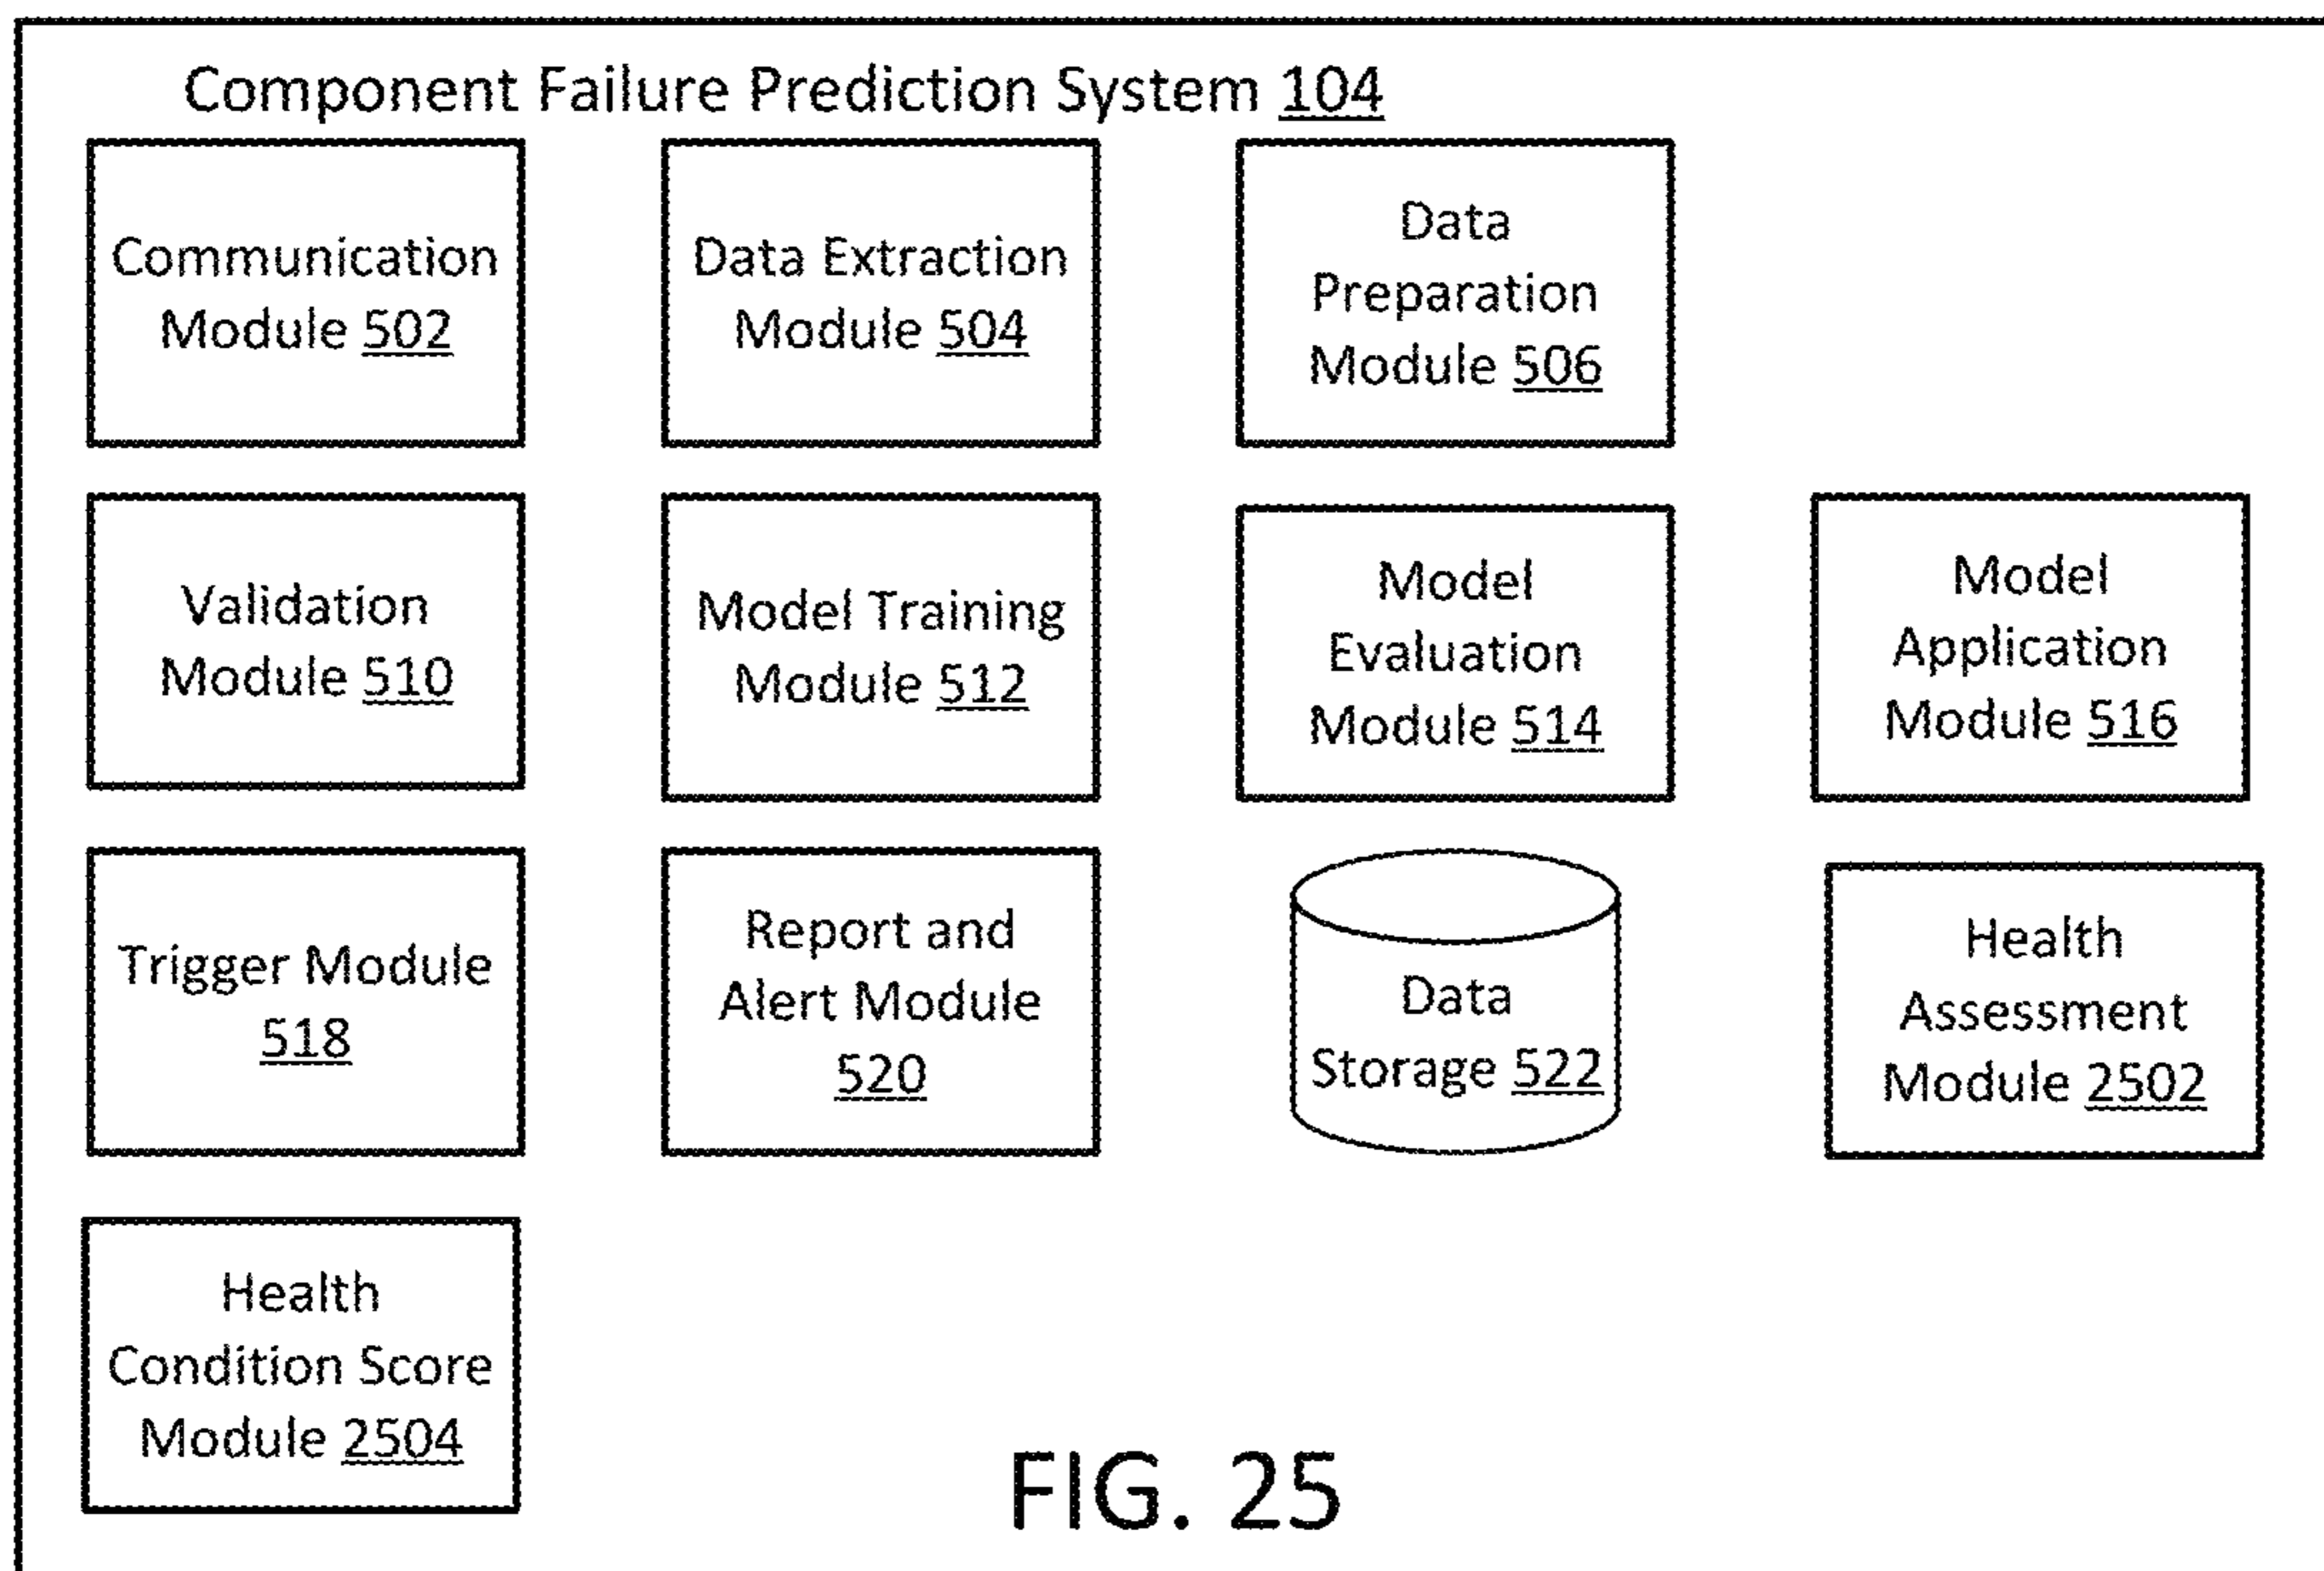 Component Failure Prediction System 104
Communication
Module 502
Data Extraction
Module 504
Data
Preparation
Module 506
Validation
Module 510
Model Training
Module 512
Model
Evaluation
Module 514
Model
Application
Module 516
Trigger Module
518
Report and
Alert Module
520
Data
Storage 522
Health
Assessment
Module 2502
Health
Condition Score
Module 2504
FIG. 25